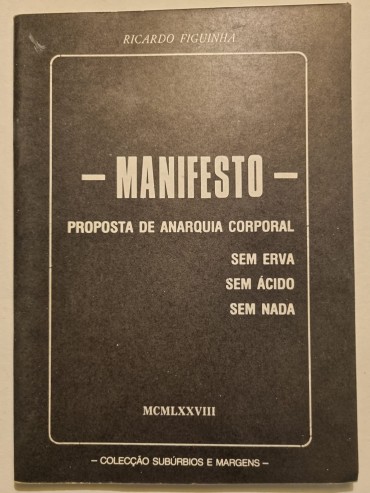 RICARDO FIGUINHA
– MANIFESTO –
PROPOSTA DE ANARQUIA CORPORAL
SEM ERVA
SEM ÁCIDO
SEM NADA
MCMLXXVIII
– COLECÇÃO SUBÚRBIOS E MARGENS –